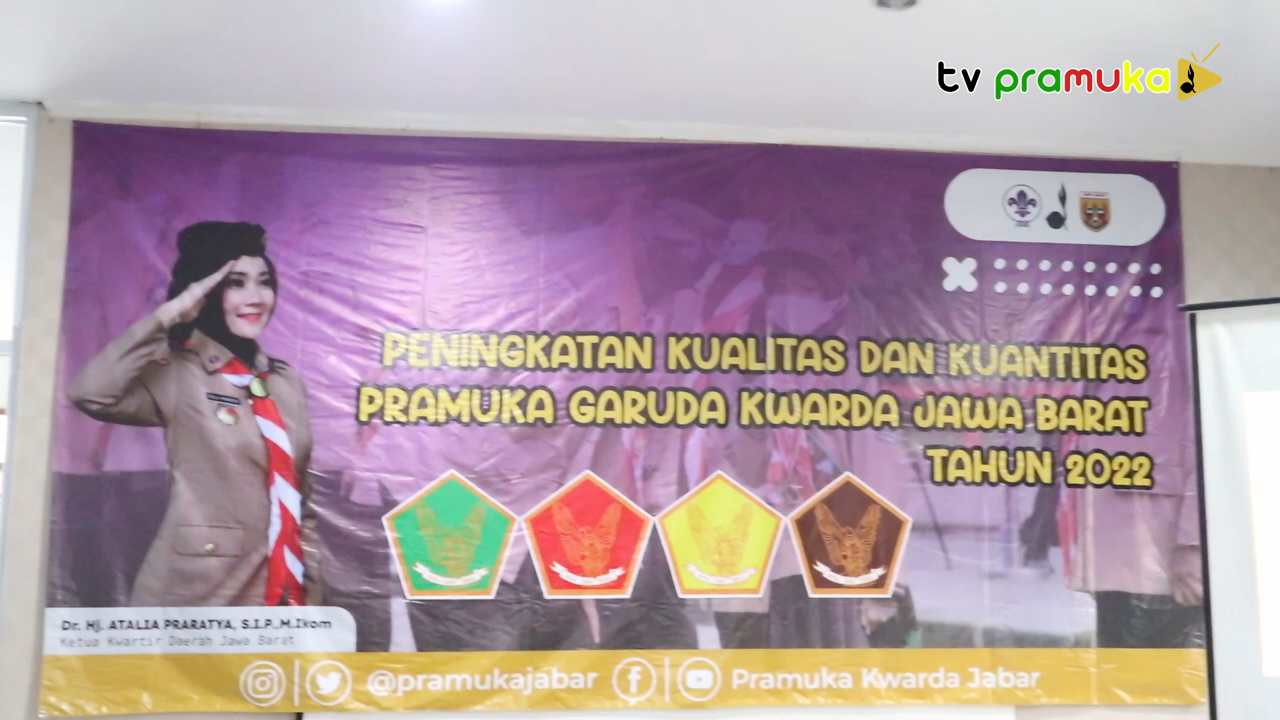 tv pramuka
PENINGKATAN KUALITAS DAN KUANTITAS
PRAMUKA GARUDA KWARDA JAWA BARAT
TAHUN 2022
Dr. Hj. ATALIA PRARATYA, S.I.P., M.Ikom
Ketua Kwartir Daerah Jawa Barat
@pramukajabar
Pramuka Kwarda Jabar